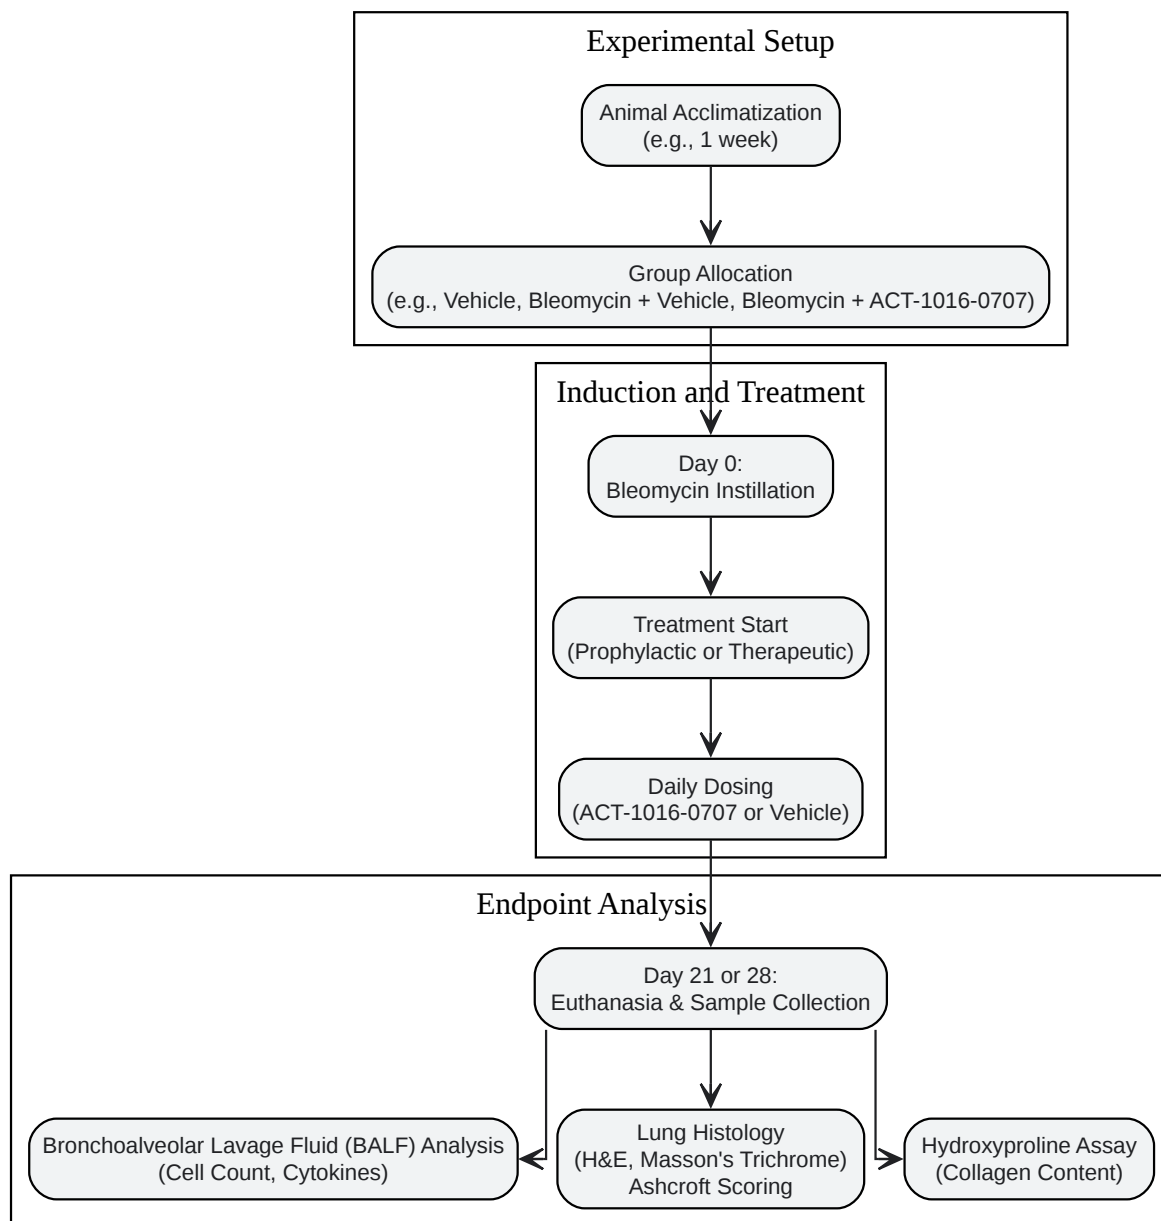 Experimental Setup
Animal Acclimatization
(e.g., 1 week)
Group Allocation
(e.g., Vehicle, Bleomycin + Vehicle, Bleomycin + ACT-1016-0707)
Induction and Treatment
Day 0:
Bleomycin Instillation
Treatment Start
(Prophylactic or Therapeutic)
Daily Dosing
(ACT-1016-0707 or Vehicle)
Endpoint Analysis
Day 21 or 28:
Euthanasia & Sample Collection
Bronchoalveolar Lavage Fluid (BALF) Analysis
(Cell Count, Cytokines)
Lung Histology
(H&E, Masson's Trichrome)
Ashcroft Scoring
Hydroxyproline Assay
(Collagen Content)